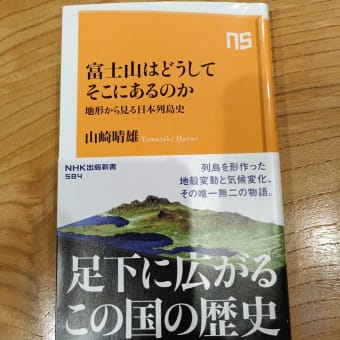 ns
富士山はどうして
そこにあるのか
地形から見る日本列島史
山崎晴雄 Yamazaki Haruo
NHK出版新書
584
列島を形作った
地殻変動と気候変化、
その唯一無二の物語。
足下に広がる
この国の歴史